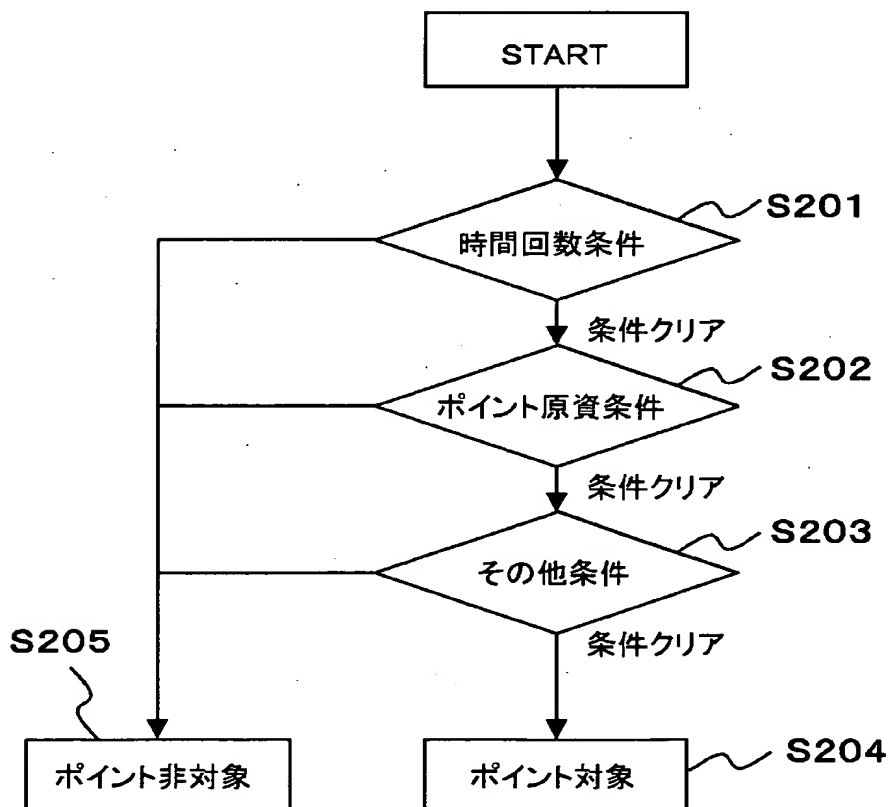 START
S201
時間回数条件
条件クリア
S202
ポイント原資条件
条件クリア
S203
その他条件
条件クリア
S205
S204
ポイント非対象
ポイント対象